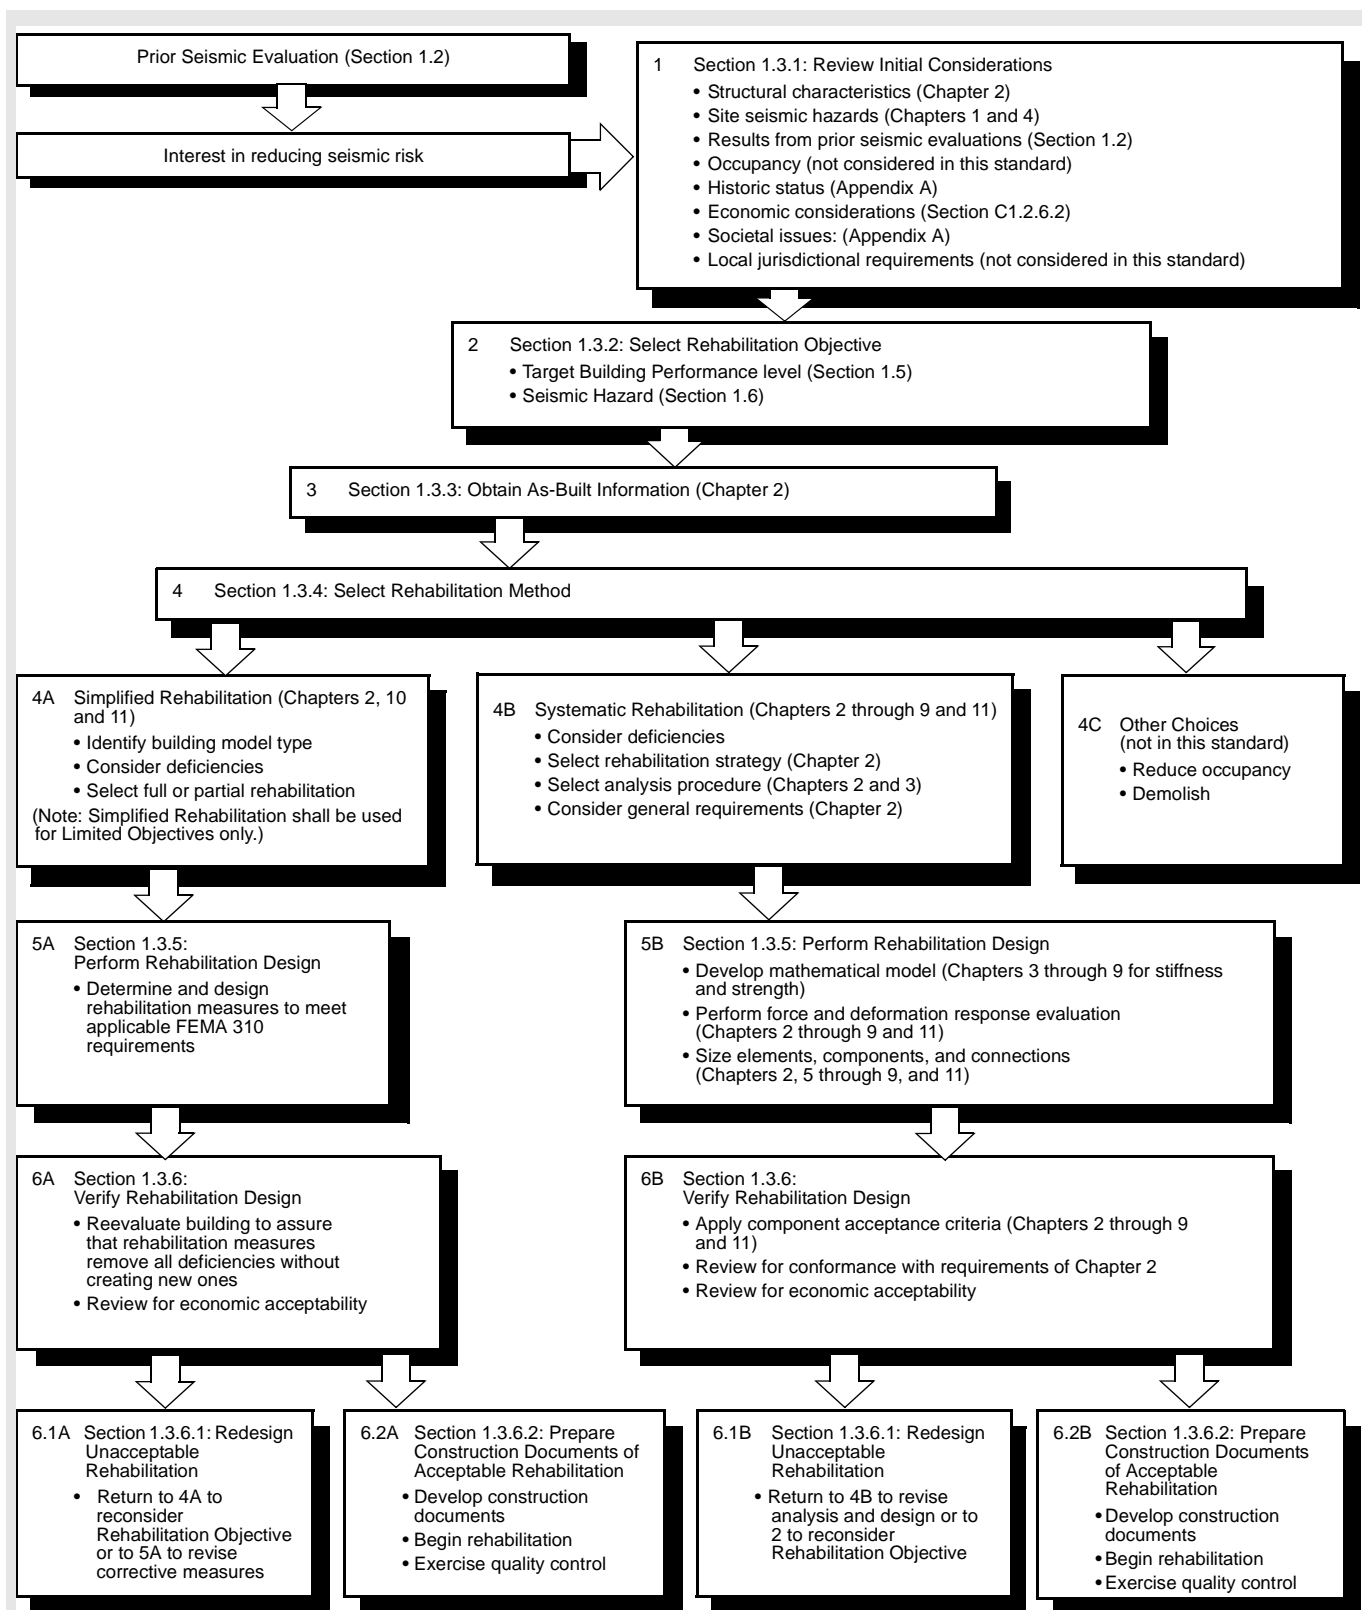 Prior Seismic Evaluation (Section 1.2)
Interest in reducing seismic risk
1 Section 1.3.1: Review Initial Considerations
• Structural characteristics (Chapter 2)
• Site seismic hazards (Chapters 1 and 4)
• Results from prior seismic evaluations (Section 1.2)
• Occupancy (not considered in this standard)
• Historic status (Appendix A)
• Economic considerations (Section C1.2.6.2)
• Societal issues: (Appendix A)
• Local jurisdictional requirements (not considered in this standard)
2 Section 1.3.2: Select Rehabilitation Objective
• Target Building Performance level (Section 1.5)
• Seismic Hazard (Section 1.6)
3 Section 1.3.3: Obtain As-Built Information (Chapter 2)
4 Section 1.3.4: Select Rehabilitation Method
4A Simplified Rehabilitation (Chapters 2, 10
and 11)
• Identify building model type
• Consider deficiencies
• Select full or partial rehabilitation
(Note: Simplified Rehabilitation shall be used
for Limited Objectives only.)
4B Systematic Rehabilitation (Chapters 2 through 9 and 11)
• Consider deficiencies
• Select rehabilitation strategy (Chapter 2)
• Select analysis procedure (Chapters 2 and 3)
• Consider general requirements (Chapter 2)
4C Other Choices
(not in this standard)
• Reduce occupancy
• Demolish
5A Section 1.3.5:
Perform Rehabilitation Design
• Determine and design
rehabilitation measures to meet
applicable FEMA 310
requirements
5B Section 1.3.5: Perform Rehabilitation Design
• Develop mathematical model (Chapters 3 through 9 for stiffness
and strength)
• Perform force and deformation response evaluation
(Chapters 2 through 9 and 11)
• Size elements, components, and connections
(Chapters 2, 5 through 9, and 11)
6A Section 1.3.6:
Verify Rehabilitation Design
• Reevaluate building to assure
that rehabilitation measures
remove all deficiencies without
creating new ones
• Review for economic acceptability
6B Section 1.3.6:
Verify Rehabilitation Design
• Apply component acceptance criteria (Chapters 2 through 9
and 11)
• Review for conformance with requirements of Chapter 2
• Review for economic acceptability
6.1A Section 1.3.6.1: Redesign
Unacceptable
Rehabilitation
• Return to 4A to
reconsider
Rehabilitation Objective
or to 5A to revise
corrective measures
6.2A Section 1.3.6.2: Prepare
Construction Documents of
Acceptable Rehabilitation
• Develop construction
documents
• Begin rehabilitation
• Exercise quality control
6.1B Section 1.3.6.1: Redesign
Unacceptable
Rehabilitation
• Return to 4B to revise
analysis and design or to
2 to reconsider
Rehabilitation Objective
6.2B Section 1.3.6.2: Prepare
Construction Documents
of Acceptable
Rehabilitation
• Develop construction
documents
• Begin rehabilitation
• Exercise quality control